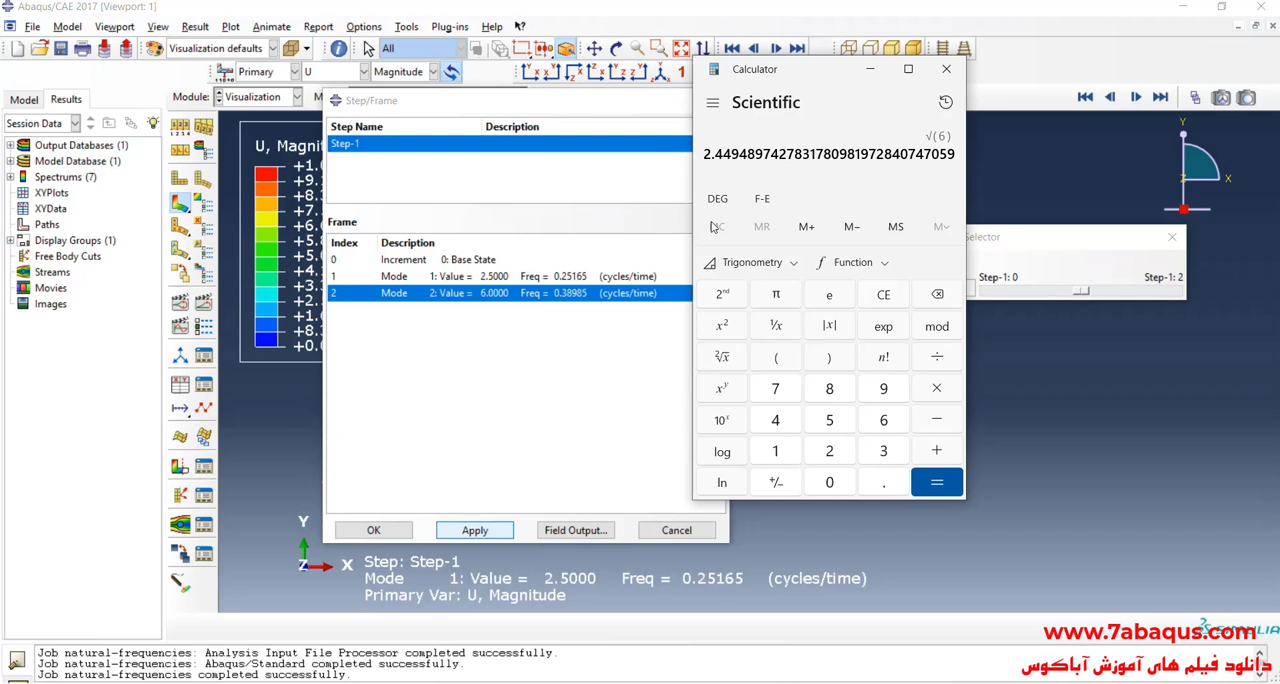 Abaqus/CAE 2017 [Viewport: 1]
File Model Viewport View Result Plot Animate Report Options Tools Plug-ins Help
Visualization defaults All
Primary U Magnitude
Model Results Module: Visualization
Session Data
Output Databases (1)
Model Database (1)
Spectrums (7)
XYPlots
XYData
Paths
Display Groups (1)
Free Body Cuts
Streams
Movies
Images
U, Magni
+1.
+9.
+8.
+0.
Step/Frame
Step Name Description
Step-1
Frame
Index Description
0 Increment 0: Base State
1 Mode 1: Value = 2.5000 Freq = 0.25165 (cycles/time)
2 Mode 2: Value = 6.0000 Freq = 0.38985 (cycles/time)
OK Apply Field Output... Cancel
Calculator
Scientific
√(6)
2.4494897427831780981972840747059
DEG F-E
MR M+ M− MS M
Trigonometry Function
2nd π e CE
x² ¹/x |x| exp mod
²√x ( ) n! ÷
xʸ 7 8 9 ×
10ˣ 4 5 6 −
log 1 2 3 +
ln +/− 0 . =
Y
X
Z
elector
Step-1: 0 Step-1: 2
Y
Z X
Step: Step-1
Mode 1: Value = 2.5000 Freq = 0.25165 (cycles/time)
Primary Var: U, Magnitude
www.7abaqus.com
دانلود فیلم های آموزش آباکوس
Job natural-frequencies: Analysis Input File Processor completed successfully.
Job natural-frequencies: Abaqus/Standard completed successfully.
Job natural-frequencies completed successfully.